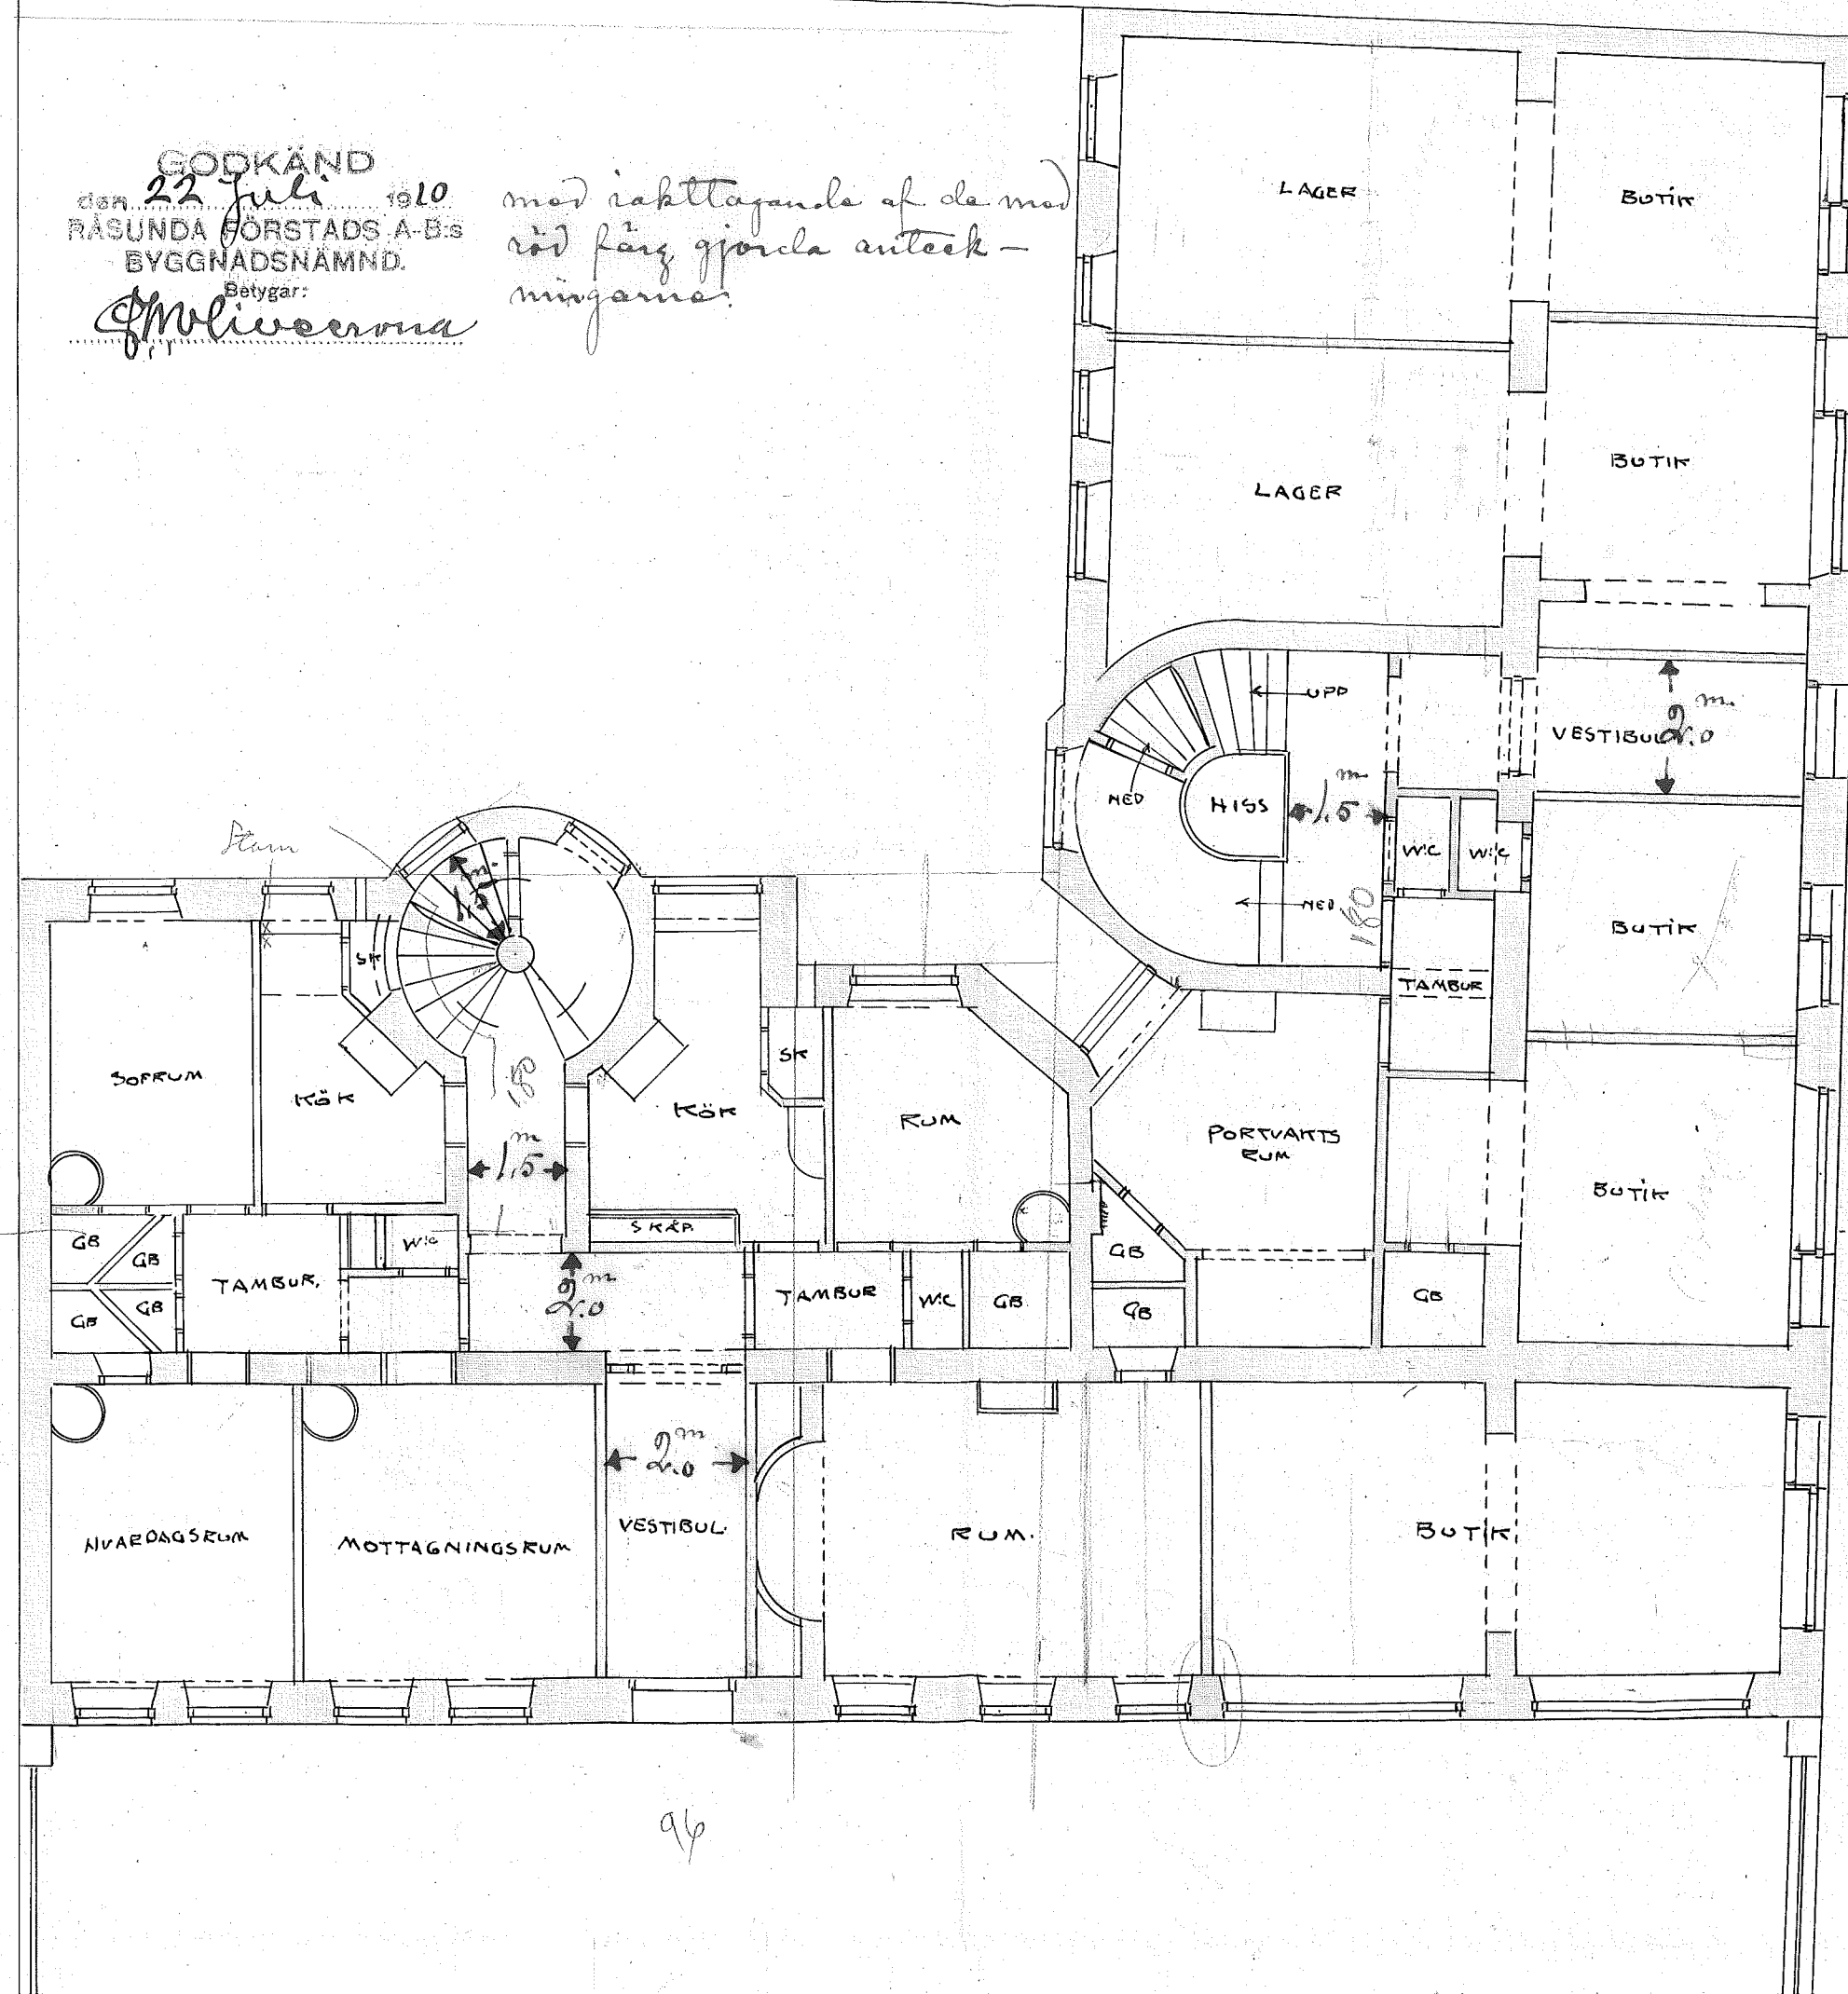 GODKÄND
den 22 Juli 1910
RÅSUNDA FÖRSTADS A-B:s
BYGGNADSNÄMND.
Betygar:
med iakttagande af de med
röd färg gjorda anteck-
ningarna.
LAGER
BUTIK
LAGER
BUTIK
UPP
VESTIBUL
2.0 m.
NED
HISS
1.5 m
W.C
W.C
NED
180
BUTIK
TAMBUR
1.5 m.
SK
SOFRUM
KÖK
180
1.5 m
KÖK
SK
RUM
PORTVAKTS
RUM
BUTIK
GB
GB
GB
GB
TAMBUR.
W.C
SKÅP.
2.0 m
TAMBUR
W.C
GB
GB
GB
GB
HVARDAGSRUM
MOTTAGNINGSRUM
2.0 m
VESTIBUL.
RUM.
BUTIK
96